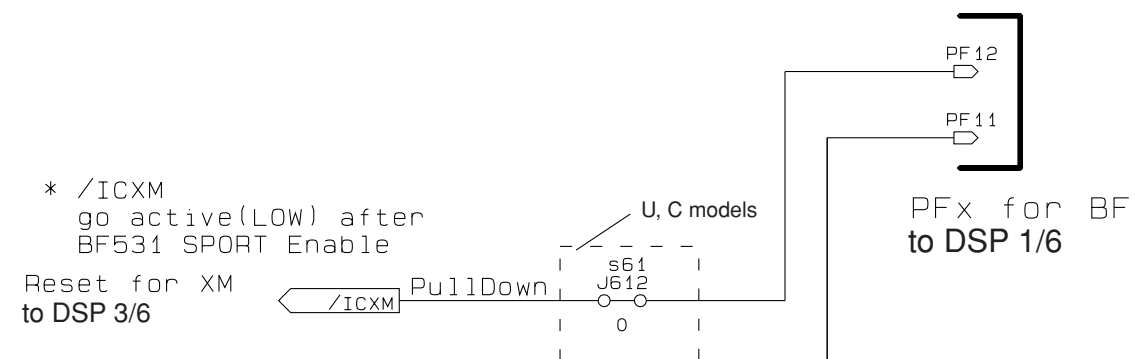 PF12
PF11
* /ICXM
go active(LOW) after
BF531 SPORT Enable
U, C models
PFx for BF
to DSP 1/6
s61
J612
Reset for XM
/ICXM
PullDown
to DSP 3/6
0